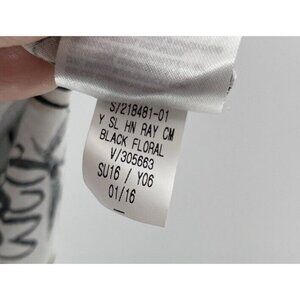 S/218481-01
Y SL HN RAY CM
BLACK FLORAL
V/305663
SU16 / Y06
01/16